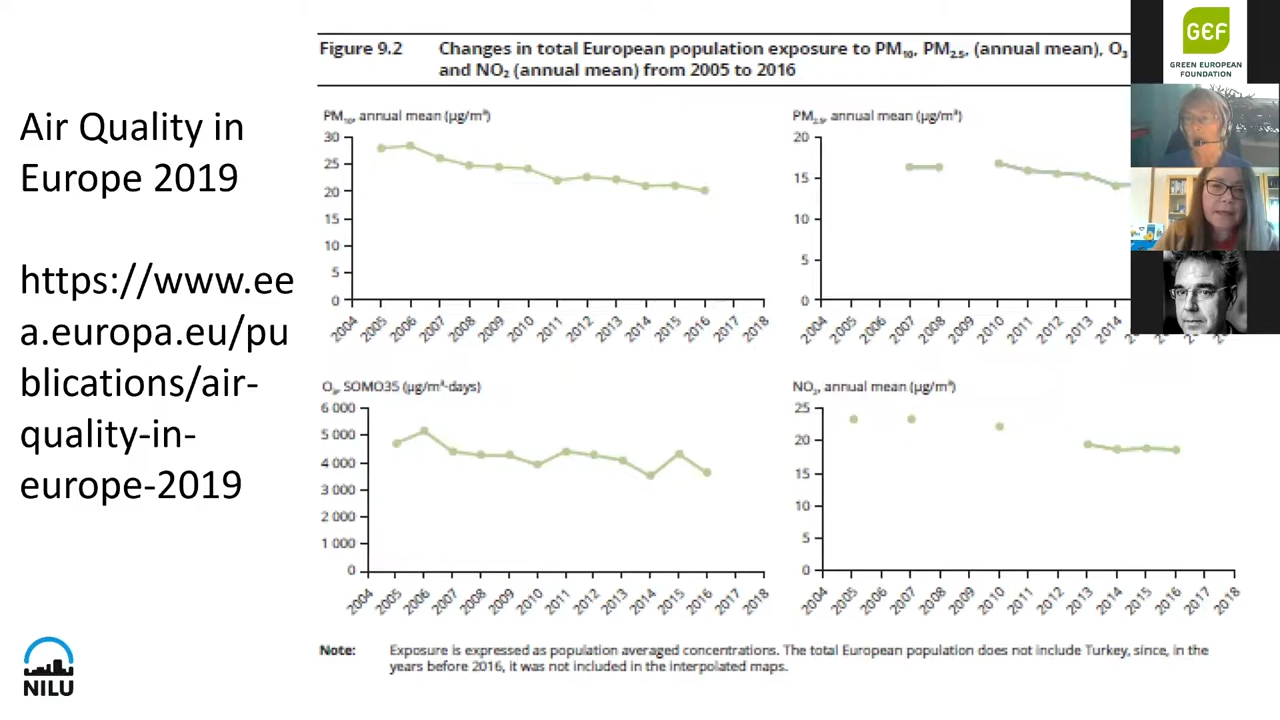 Air Quality in
Europe 2019
https://www.ee
a.europa.eu/pu
blications/air-
quality-in-
europe-2019
NILU
Figure 9.2 Changes in total European population exposure to PM₁₀, PM₂.₅, (annual mean), O₃
and NO₂ (annual mean) from 2005 to 2016
PM₁₀, annual mean (µg/m³)
30
25
20
15
10
5
0
2004 2005 2006 2007 2008 2009 2010 2011 2012 2013 2014 2015 2016 2017 2018
PM₂.₅, annual mean (µg/m³)
20
15
10
5
0
2004 2005 2006 2007 2008 2009 2010 2011 2012 2013 2014
O₃, SOMO35 (µg/m³-days)
6 000
5 000
4 000
3 000
2 000
1 000
0
2004 2005 2006 2007 2008 2009 2010 2011 2012 2013 2014 2015 2016 2017 2018
NO₂, annual mean (µg/m³)
25
20
15
10
5
0
2004 2005 2006 2007 2008 2009 2010 2011 2012 2013 2014 2015 2016 2017 2018
Note: Exposure is expressed as population averaged concentrations. The total European population does not include Turkey, since, in the
years before 2016, it was not included in the interpolated maps.
GEF
GREEN EUROPEAN
FOUNDATION